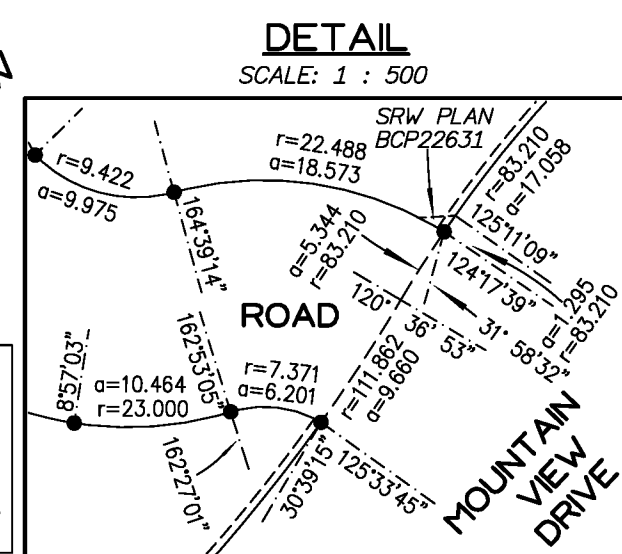 DETAIL
SCALE: 1 : 500
SRW PLAN
BCP22631
r=9.422
a=9.975
r=22.488
a=18.573
r=83.210
a=17.058
164°39'14"
125°11'09"
a=5.344
r=83.210
124°17'39"
a=1.295
r=83.210
ROAD
120° 36' 53"
31° 58'32"
8°57'03"
a=10.464
r=23.000
162°53'05"
r=7.371
a=6.201
r=111.862
a=9.660
162°27'01"
30°39'15"
125°33'45"
MOUNTAIN
VIEW
DRIVE